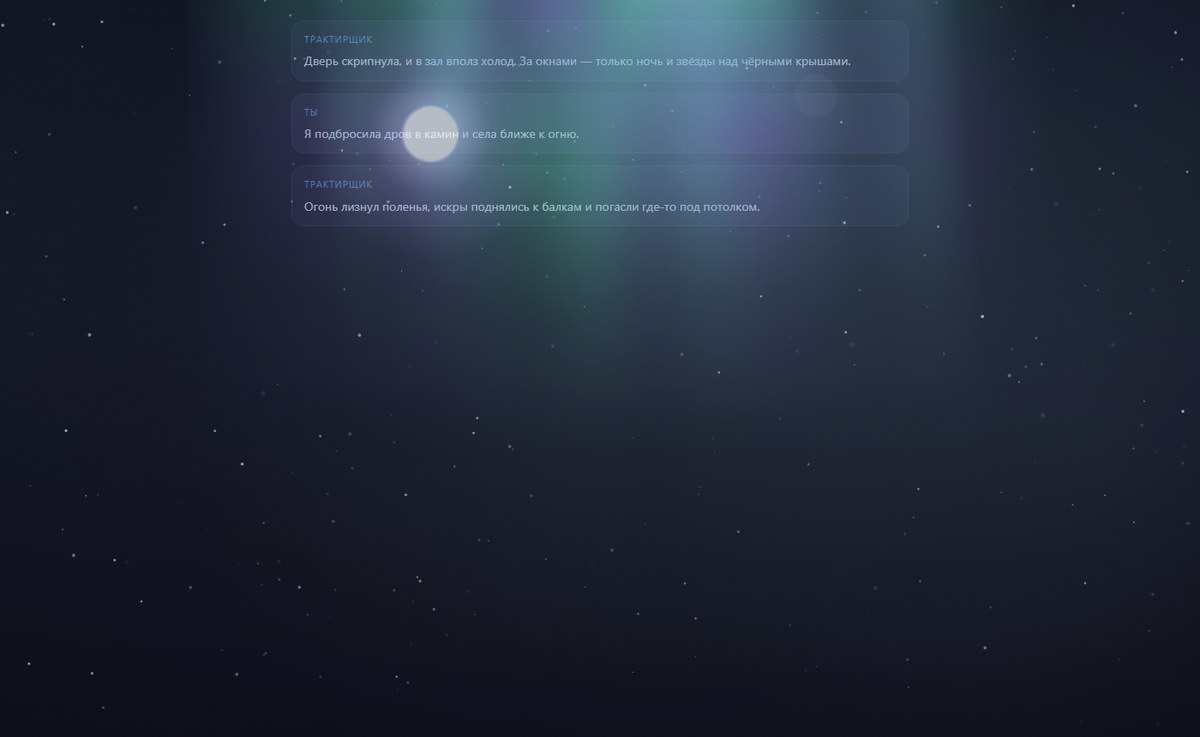 ТРАКТИРЩИК
Дверь скрипнула, и в зал вполз холод. За окнами — только ночь и звёзды над чёрными крышами.
ТЫ
Я подбросила дров в камин и села ближе к огню.
ТРАКТИРЩИК
Огонь лизнул поленья, искры поднялись к балкам и погасли где-то под потолком.